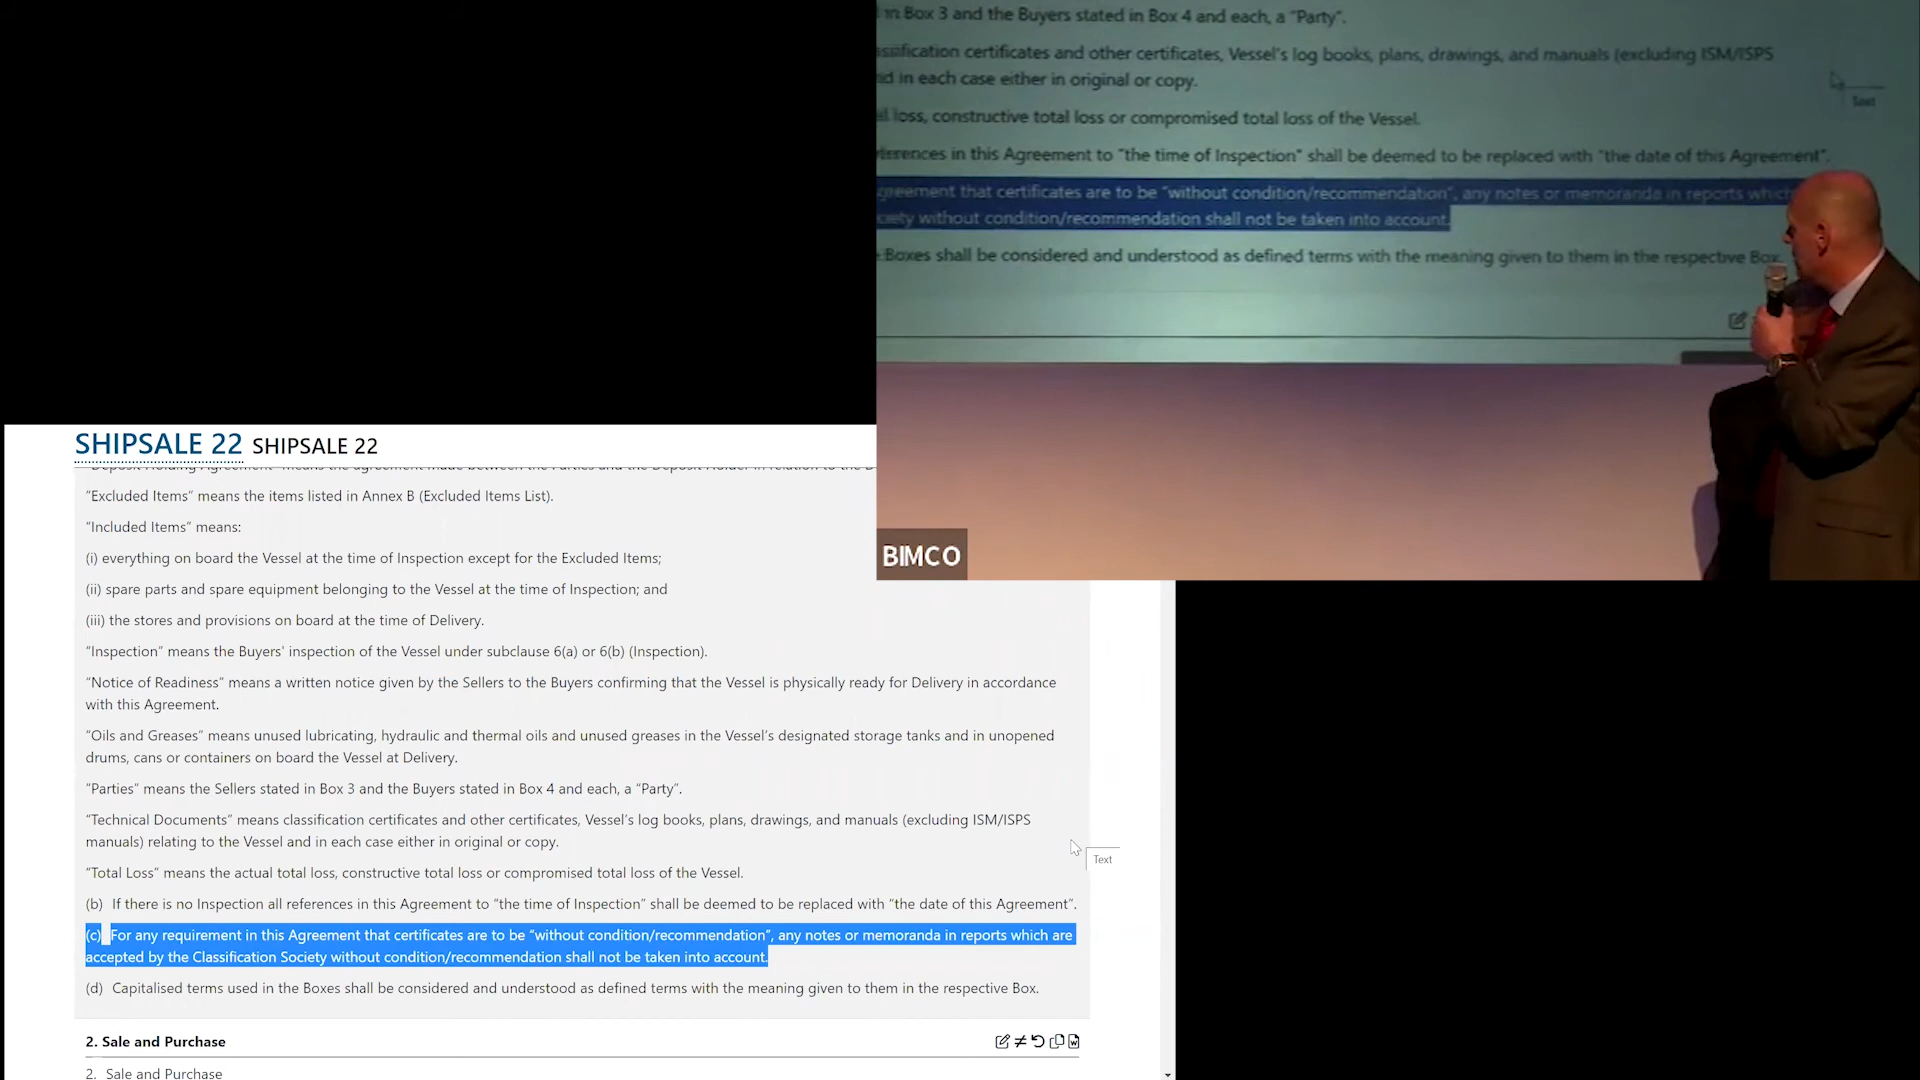 in Box 3 and the Buyers stated in Box 4 and each, a “Party”.
ssification certificates and other certificates, Vessel's log books, plans, drawings, and manuals (excluding ISM/ISPS
in each case either in original or copy.
loss, constructive total loss or compromised total loss of the Vessel.
in this Agreement to “the time of Inspection” shall be deemed to be replaced with “the date of this Agreement”.
greement that certificates are to be “without condition/recommendation”, any notes or memoranda in reports which
without condition/recommendation shall not be taken into account.
Boxes shall be considered and understood as defined terms with the meaning given to them in the respective Box.
Text
BIMCO
SHIPSALE 22 SHIPSALE 22
“Deposit Holding Agreement” means the agreement made between the Parties and the Deposit Holder in relation to the
“Excluded Items” means the items listed in Annex B (Excluded Items List).
“Included Items” means:
(i) everything on board the Vessel at the time of Inspection except for the Excluded Items;
(ii) spare parts and spare equipment belonging to the Vessel at the time of Inspection; and
(iii) the stores and provisions on board at the time of Delivery.
“Inspection” means the Buyers' inspection of the Vessel under subclause 6(a) or 6(b) (Inspection).
“Notice of Readiness” means a written notice given by the Sellers to the Buyers confirming that the Vessel is physically ready for Delivery in accordance
with this Agreement.
“Oils and Greases” means unused lubricating, hydraulic and thermal oils and unused greases in the Vessel's designated storage tanks and in unopened
drums, cans or containers on board the Vessel at Delivery.
“Parties” means the Sellers stated in Box 3 and the Buyers stated in Box 4 and each, a “Party”.
“Technical Documents” means classification certificates and other certificates, Vessel's log books, plans, drawings, and manuals (excluding ISM/ISPS
manuals) relating to the Vessel and in each case either in original or copy.
“Total Loss” means the actual total loss, constructive total loss or compromised total loss of the Vessel.
(b) If there is no Inspection all references in this Agreement to “the time of Inspection” shall be deemed to be replaced with “the date of this Agreement”.
(c) For any requirement in this Agreement that certificates are to be “without condition/recommendation”, any notes or memoranda in reports which are
accepted by the Classification Society without condition/recommendation shall not be taken into account.
(d) Capitalised terms used in the Boxes shall be considered and understood as defined terms with the meaning given to them in the respective Box.
Text
2. Sale and Purchase
2. Sale and Purchase